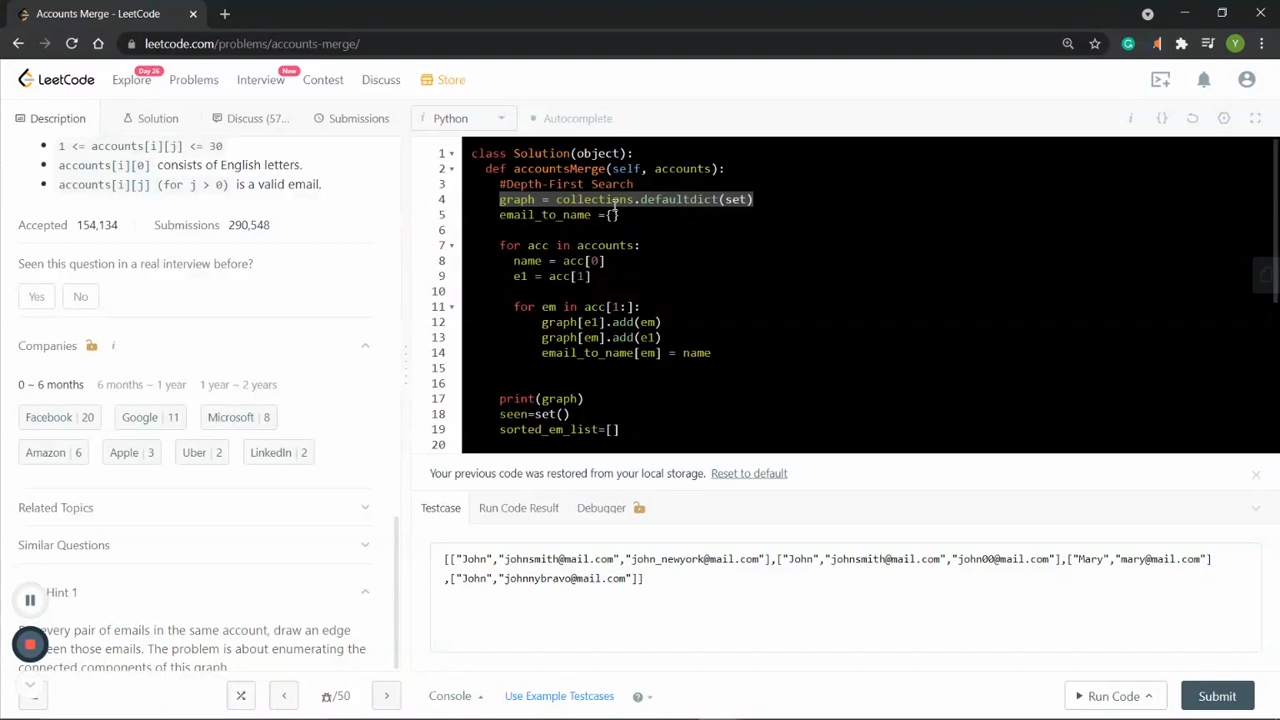 Accounts Merge - LeetCode
leetcode.com/problems/accounts-merge/
Y
LeetCode
Explore
Day 26
Problems
Interview
New
Contest
Discuss
Store
Description
Solution
Discuss (57...
Submissions
i Python
Autocomplete
1 <= accounts[i][j] <= 30
accounts[i][0] consists of English letters.
accounts[i][j] (for j > 0) is a valid email.
Accepted 154,134 Submissions 290,548
Seen this question in a real interview before?
Yes No
Companies i
0 ~ 6 months 6 months ~ 1 year 1 year ~ 2 years
Facebook | 20 Google | 11 Microsoft | 8
Amazon | 6 Apple | 3 Uber | 2 LinkedIn | 2
Related Topics
Similar Questions
Hint 1
every pair of emails in the same account, draw an edge
een those emails. The problem is about enumerating the
connected components of this graph.
/50
1 class Solution(object):
2 def accountsMerge(self, accounts):
3 #Depth-First Search
4 graph = collections.defaultdict(set)
5 email_to_name ={}
6
7 for acc in accounts:
8 name = acc[0]
9 e1 = acc[1]
10
11 for em in acc[1:]:
12 graph[e1].add(em)
13 graph[em].add(e1)
14 email_to_name[em] = name
15
16
17 print(graph)
18 seen=set()
19 sorted_em_list=[]
20
Your previous code was restored from your local storage. Reset to default
Testcase Run Code Result Debugger
[["John","johnsmith@mail.com","john_newyork@mail.com"],["John","johnsmith@mail.com","john00@mail.com"],["Mary","mary@mail.com"]
,["John","johnnybravo@mail.com"]]
Console Use Example Testcases ? Run Code Submit